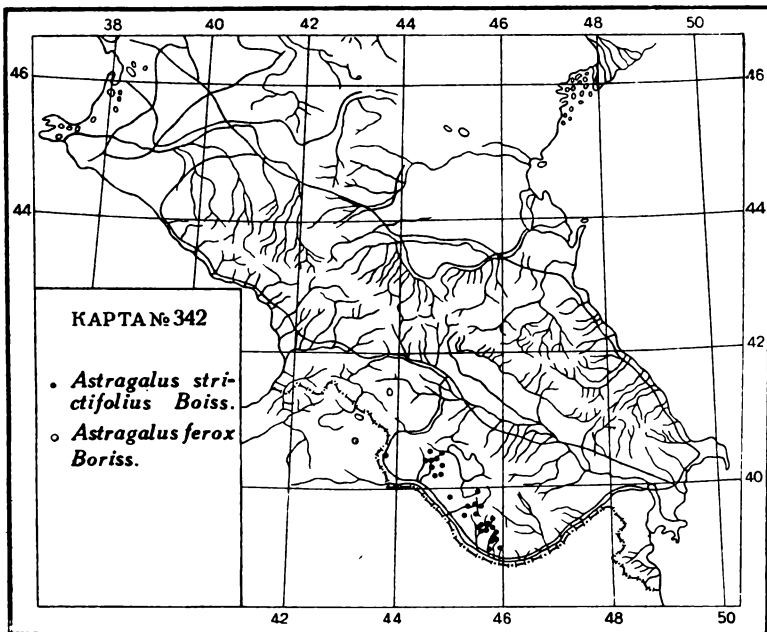 38 40 42 44 46 48 50
46 46
44 44
КАРТА № 342
42
• Astragalus stri-
ctifolius Boiss.
○ Astragalus ferox
Boriss.
40
42 44 46 48 50